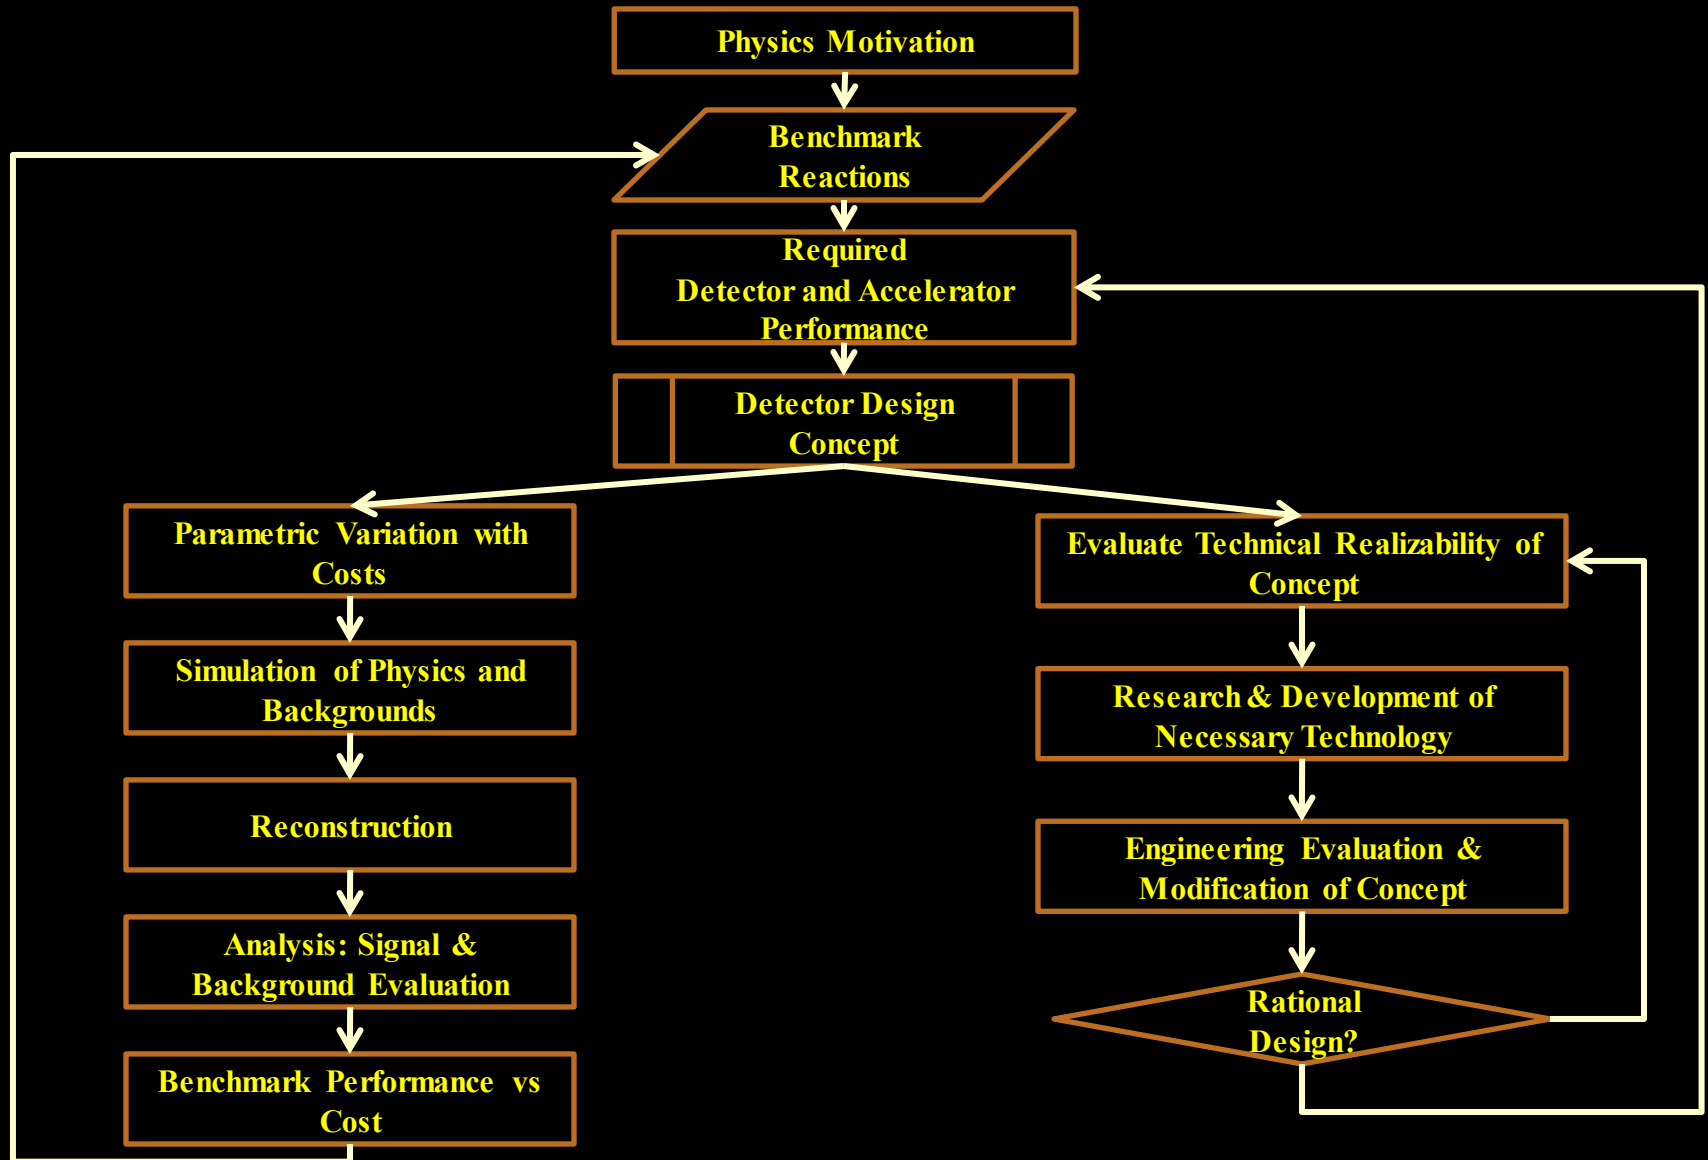 Physics Motivation
Benchmark
Reactions
Required
Detector and Accelerator
Performance
Detector Design
Concept
Parametric Variation with
Costs
Simulation of Physics and
Backgrounds
Reconstruction
Analysis: Signal &
Background Evaluation
Benchmark Performance vs
Cost
Evaluate Technical Realizability of
Concept
Research & Development of
Necessary Technology
Engineering Evaluation &
Modification of Concept
Rational
Design?